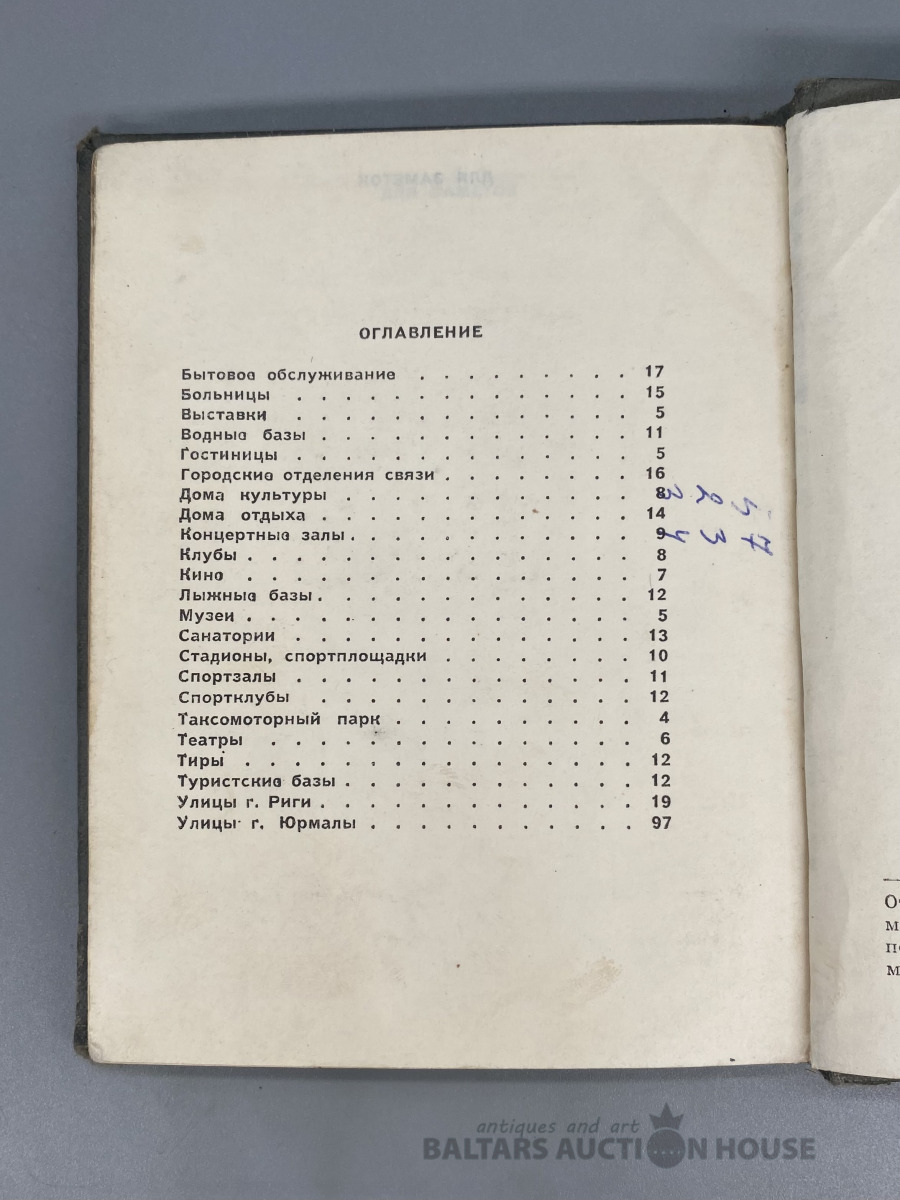 ОГЛАВЛЕНИЕ
Бытовое обслуживание . . . . . . . . . 17
Больницы . . . . . . . . . . . . . . 15
Выставки . . . . . . . . . . . . . . 5
Водные базы . . . . . . . . . . . . . 11
Гостиницы . . . . . . . . . . . . . . 5
Городские отделения связи . . . . . . . . 16
Дома культуры . . . . . . . . . . . . 8
Дома отдыха . . . . . . . . . . . . . 14
Концертные залы . . . . . . . . . . . . 9
Клубы . . . . . . . . . . . . . . . . 8
Кино . . . . . . . . . . . . . . . . 7
Лыжные базы . . . . . . . . . . . . . 12
Музеи . . . . . . . . . . . . . . . . 5
Санатории . . . . . . . . . . . . . . 13
Стадионы, спортплощадки . . . . . . . . 10
Спортзалы . . . . . . . . . . . . . . 11
Спортклубы . . . . . . . . . . . . . 12
Таксомоторный парк . . . . . . . . . . 4
Театры . . . . . . . . . . . . . . . 6
Тиры . . . . . . . . . . . . . . . . 12
Туристские базы . . . . . . . . . . . . 12
Улицы г. Риги . . . . . . . . . . . . . 19
Улицы г. Юрмалы . . . . . . . . . . . 97
antiques and art
BALTARS AUCTION HOUSE